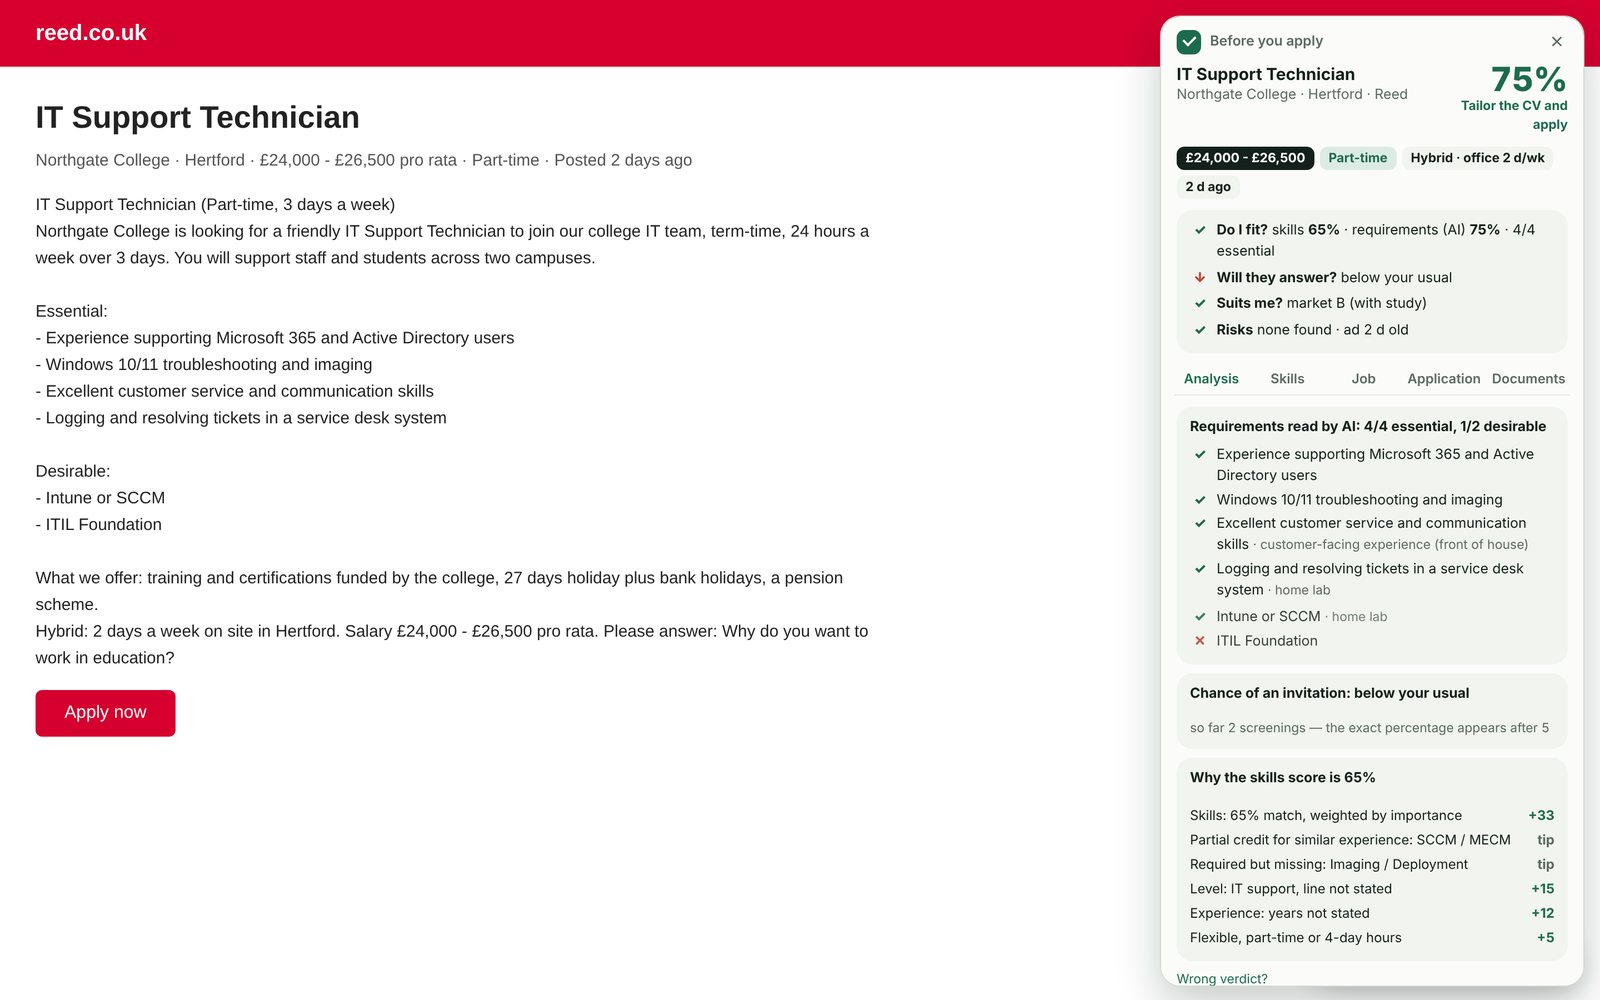 reed.co.uk
IT Support Technician
Northgate College · Hertford · £24,000 - £26,500 pro rata · Part-time · Posted 2 days ago
IT Support Technician (Part-time, 3 days a week)
Northgate College is looking for a friendly IT Support Technician to join our college IT team, term-time, 24 hours a
week over 3 days. You will support staff and students across two campuses.
Essential:
- Experience supporting Microsoft 365 and Active Directory users
- Windows 10/11 troubleshooting and imaging
- Excellent customer service and communication skills
- Logging and resolving tickets in a service desk system
Desirable:
- Intune or SCCM
- ITIL Foundation
What we offer: training and certifications funded by the college, 27 days holiday plus bank holidays, a pension
scheme.
Hybrid: 2 days a week on site in Hertford. Salary £24,000 - £26,500 pro rata. Please answer: Why do you want to
work in education?
Apply now
Before you apply
IT Support Technician
Northgate College · Hertford · Reed
75%
Tailor the CV and
apply
£24,000 - £26,500 Part-time Hybrid · office 2 d/wk
2 d ago
Do I fit? skills 65% · requirements (AI) 75% · 4/4
essential
Will they answer? below your usual
Suits me? market B (with study)
Risks none found · ad 2 d old
Analysis Skills Job Application Documents
Requirements read by AI: 4/4 essential, 1/2 desirable
Experience supporting Microsoft 365 and Active
Directory users
Windows 10/11 troubleshooting and imaging
Excellent customer service and communication
skills · customer-facing experience (front of house)
Logging and resolving tickets in a service desk
system · home lab
Intune or SCCM · home lab
ITIL Foundation
Chance of an invitation: below your usual
so far 2 screenings — the exact percentage appears after 5
Why the skills score is 65%
Skills: 65% match, weighted by importance +33
Partial credit for similar experience: SCCM / MECM tip
Required but missing: Imaging / Deployment tip
Level: IT support, line not stated +15
Experience: years not stated +12
Flexible, part-time or 4-day hours +5
Wrong verdict?